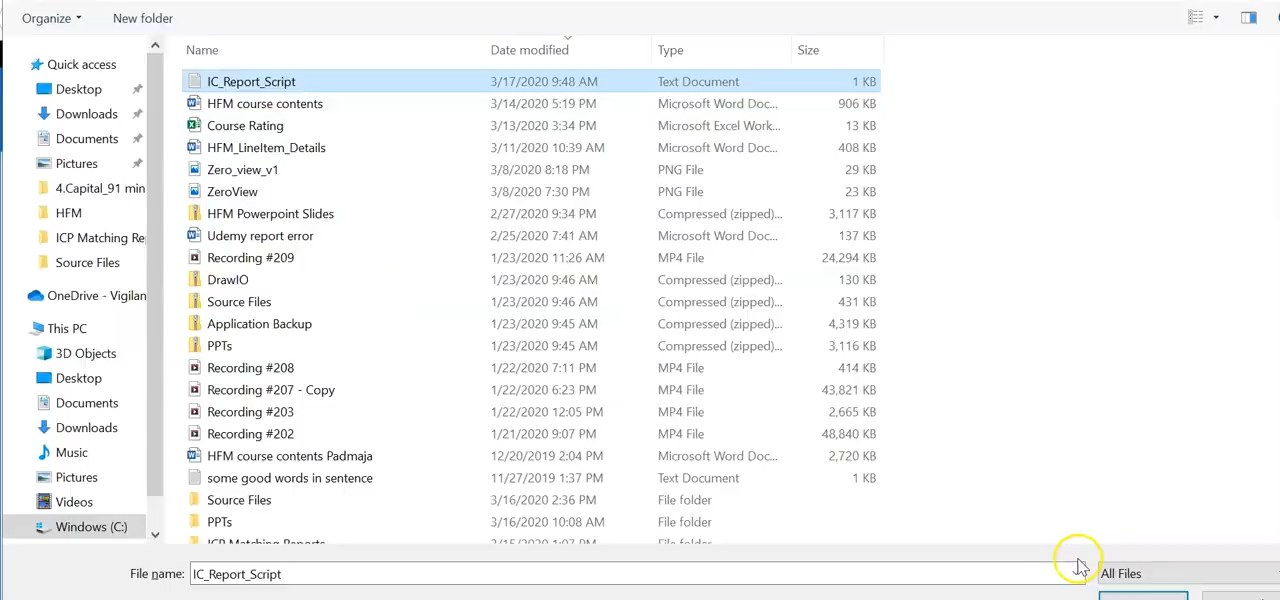 Organize New folder
Name Date modified Type Size
Quick access
Desktop
Downloads
Documents
Pictures
4.Capital_91 min
HFM
ICP Matching Re
Source Files
OneDrive - Vigilan
This PC
3D Objects
Desktop
Documents
Downloads
Music
Pictures
Videos
Windows (C:)
IC_Report_Script 3/17/2020 9:48 AM Text Document 1 KB
HFM course contents 3/14/2020 5:19 PM Microsoft Word Doc... 906 KB
Course Rating 3/13/2020 3:34 PM Microsoft Excel Work... 13 KB
HFM_LineItem_Details 3/11/2020 10:39 AM Microsoft Word Doc... 408 KB
Zero_view_v1 3/8/2020 8:18 PM PNG File 29 KB
ZeroView 3/8/2020 7:30 PM PNG File 23 KB
HFM Powerpoint Slides 2/27/2020 9:34 PM Compressed (zipped)... 3,117 KB
Udemy report error 2/25/2020 7:41 AM Microsoft Word Doc... 137 KB
Recording #209 1/23/2020 11:26 AM MP4 File 24,294 KB
DrawIO 1/23/2020 9:46 AM Compressed (zipped)... 130 KB
Source Files 1/23/2020 9:46 AM Compressed (zipped)... 431 KB
Application Backup 1/23/2020 9:45 AM Compressed (zipped)... 4,319 KB
PPTs 1/23/2020 9:45 AM Compressed (zipped)... 3,116 KB
Recording #208 1/22/2020 7:11 PM MP4 File 414 KB
Recording #207 - Copy 1/22/2020 6:23 PM MP4 File 43,821 KB
Recording #203 1/22/2020 12:05 PM MP4 File 2,665 KB
Recording #202 1/21/2020 9:07 PM MP4 File 48,840 KB
HFM course contents Padmaja 12/20/2019 2:04 PM Microsoft Word Doc... 2,720 KB
some good words in sentence 11/27/2019 1:37 PM Text Document 1 KB
Source Files 3/16/2020 2:36 PM File folder
PPTs 3/16/2020 10:08 AM File folder
ICP Matching Reports 3/15/2020 1:07 PM File folder
File name: IC_Report_Script All Files